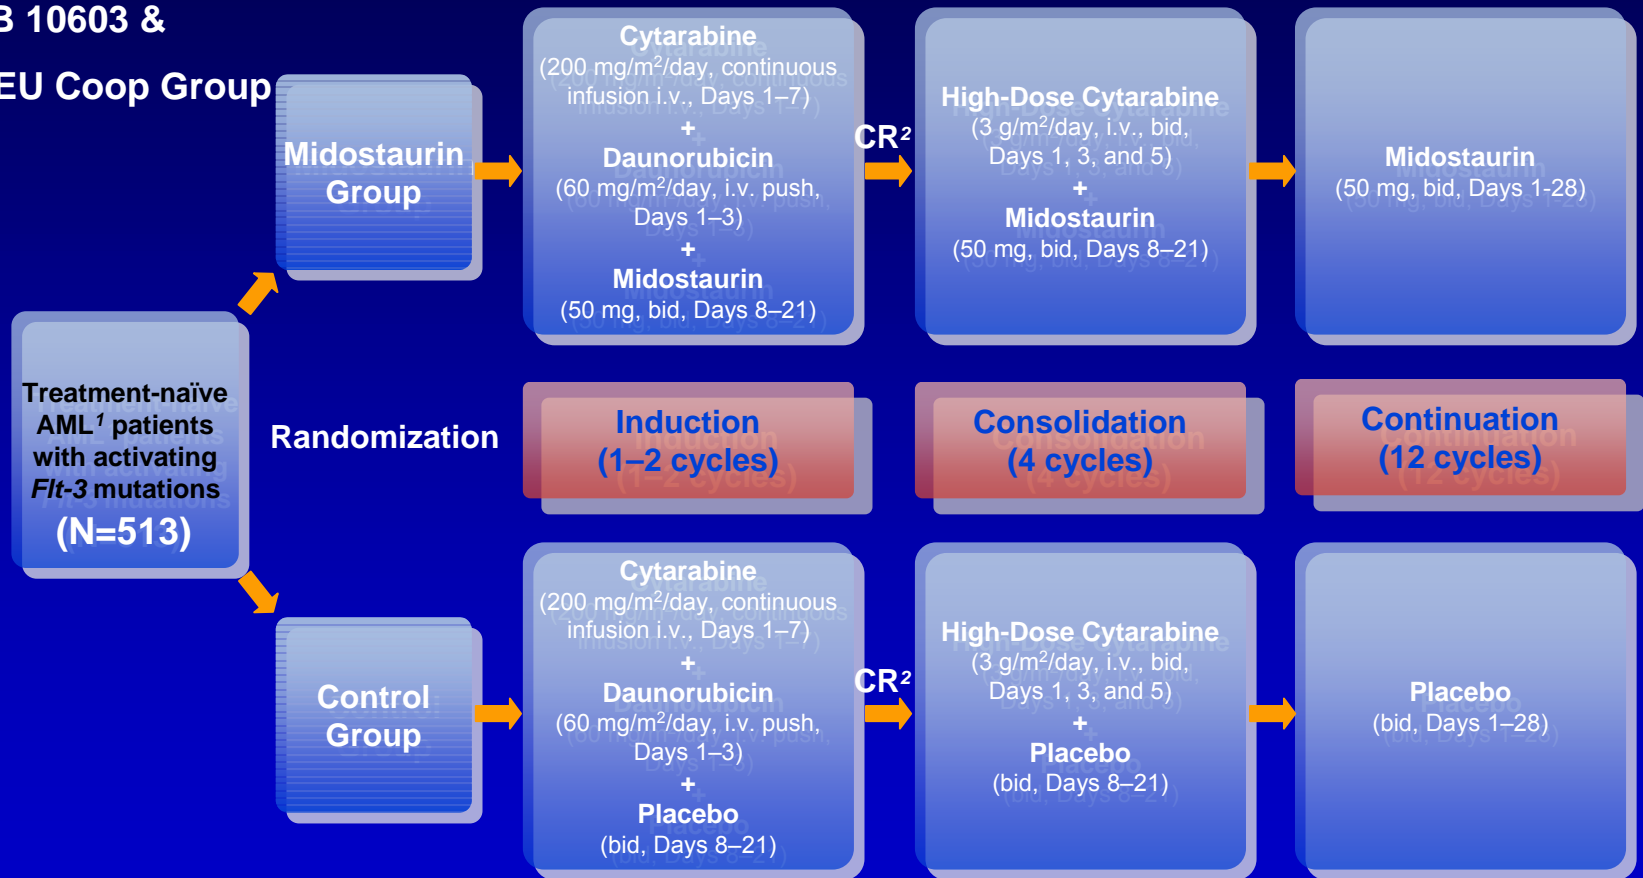 B 10603 &
EU Coop Group
Midostaurin
Group
Cytarabine
(200 mg/m²/day, continuous
infusion i.v., Days 1–7)
+
Daunorubicin
(60 mg/m²/day, i.v. push,
Days 1–3)
+
Midostaurin
(50 mg, bid, Days 8–21)
CR²
High-Dose Cytarabine
(3 g/m²/day, i.v., bid,
Days 1, 3, and 5)
+
Midostaurin
(50 mg, bid, Days 8–21)
Midostaurin
(50 mg, bid, Days 1-28)
Treatment-naïve
AML¹ patients
with activating
Flt-3 mutations
(N=513)
Randomization
Induction
(1–2 cycles)
Consolidation
(4 cycles)
Continuation
(12 cycles)
Control
Group
Cytarabine
(200 mg/m²/day, continuous
infusion i.v., Days 1–7)
+
Daunorubicin
(60 mg/m²/day, i.v. push,
Days 1–3)
+
Placebo
(bid, Days 8–21)
CR²
High-Dose Cytarabine
(3 g/m²/day, i.v., bid,
Days 1, 3, and 5)
+
Placebo
(bid, Days 8–21)
Placebo
(bid, Days 1–28)